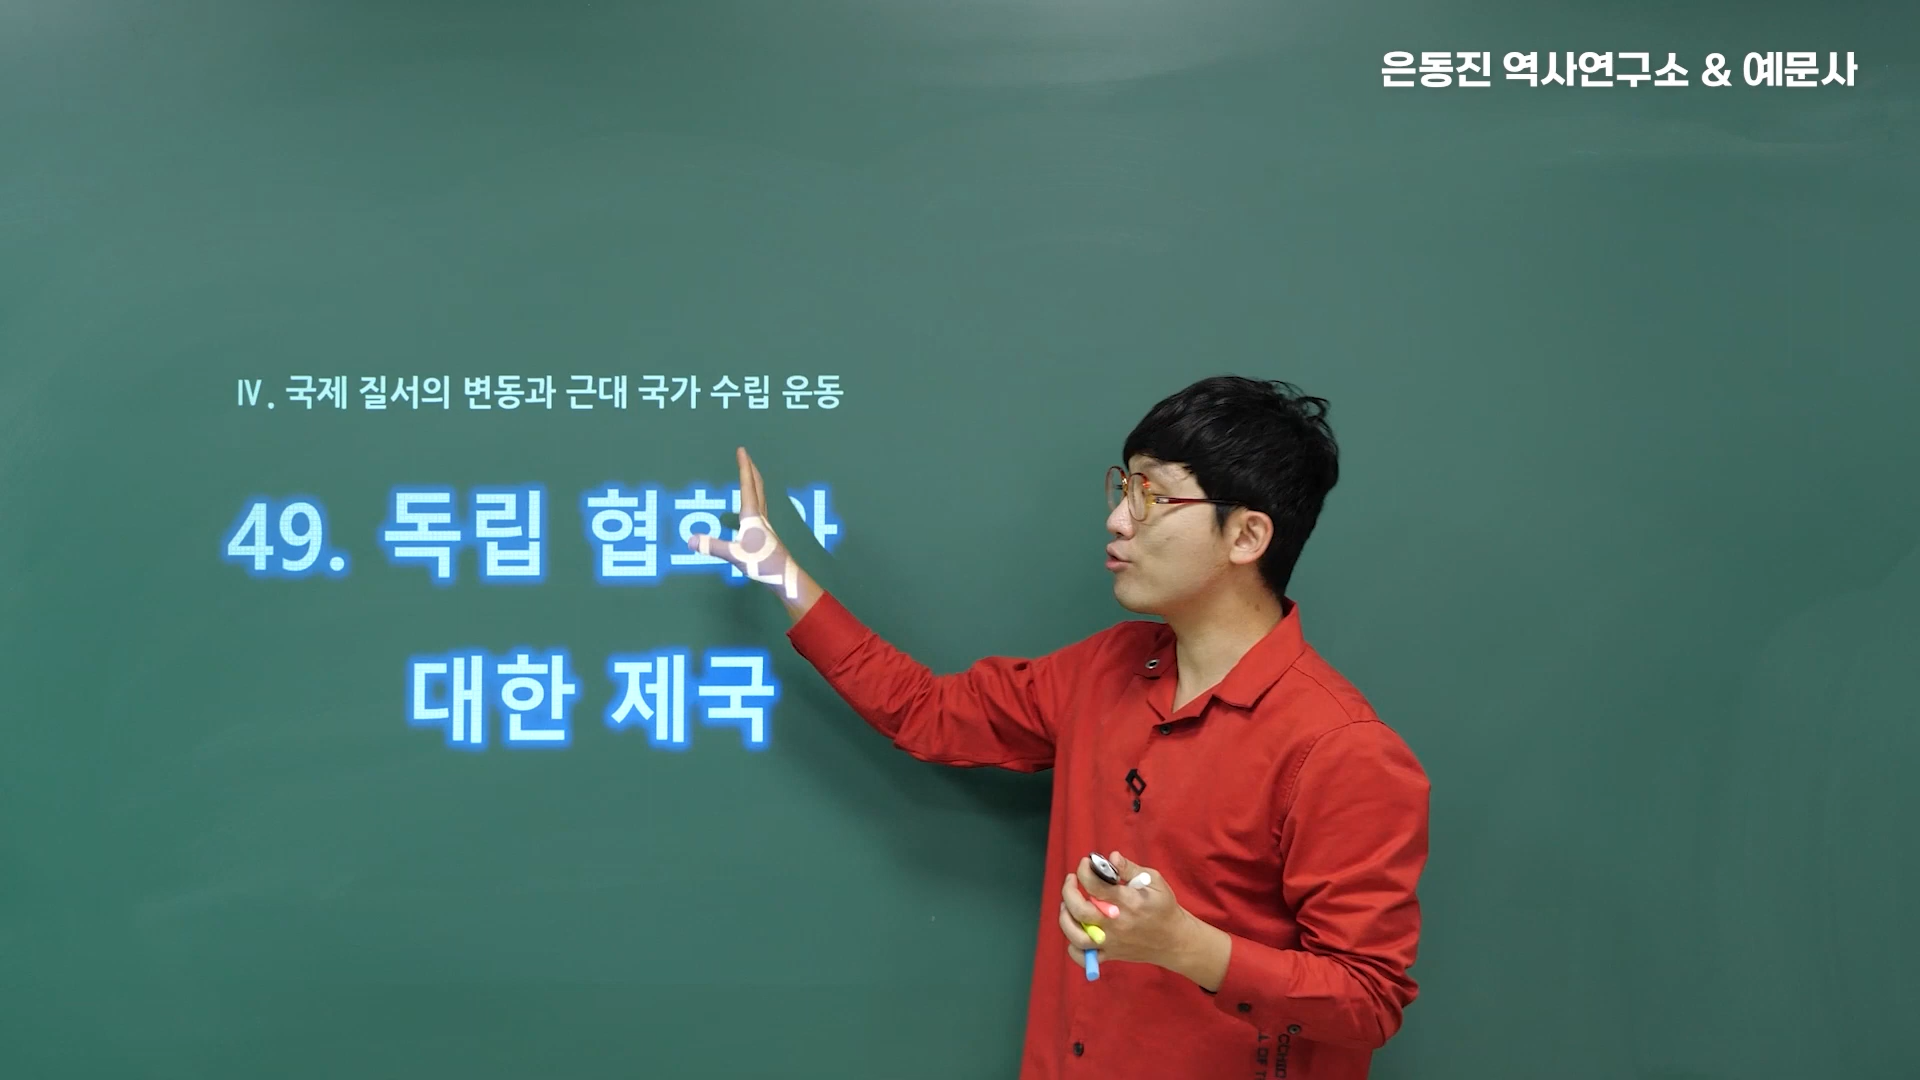 은동진 역사연구소 & 예문사
Ⅳ. 국제 질서의 변동과 근대 국가 수립 운동
49. 독립 협회와
대한 제국